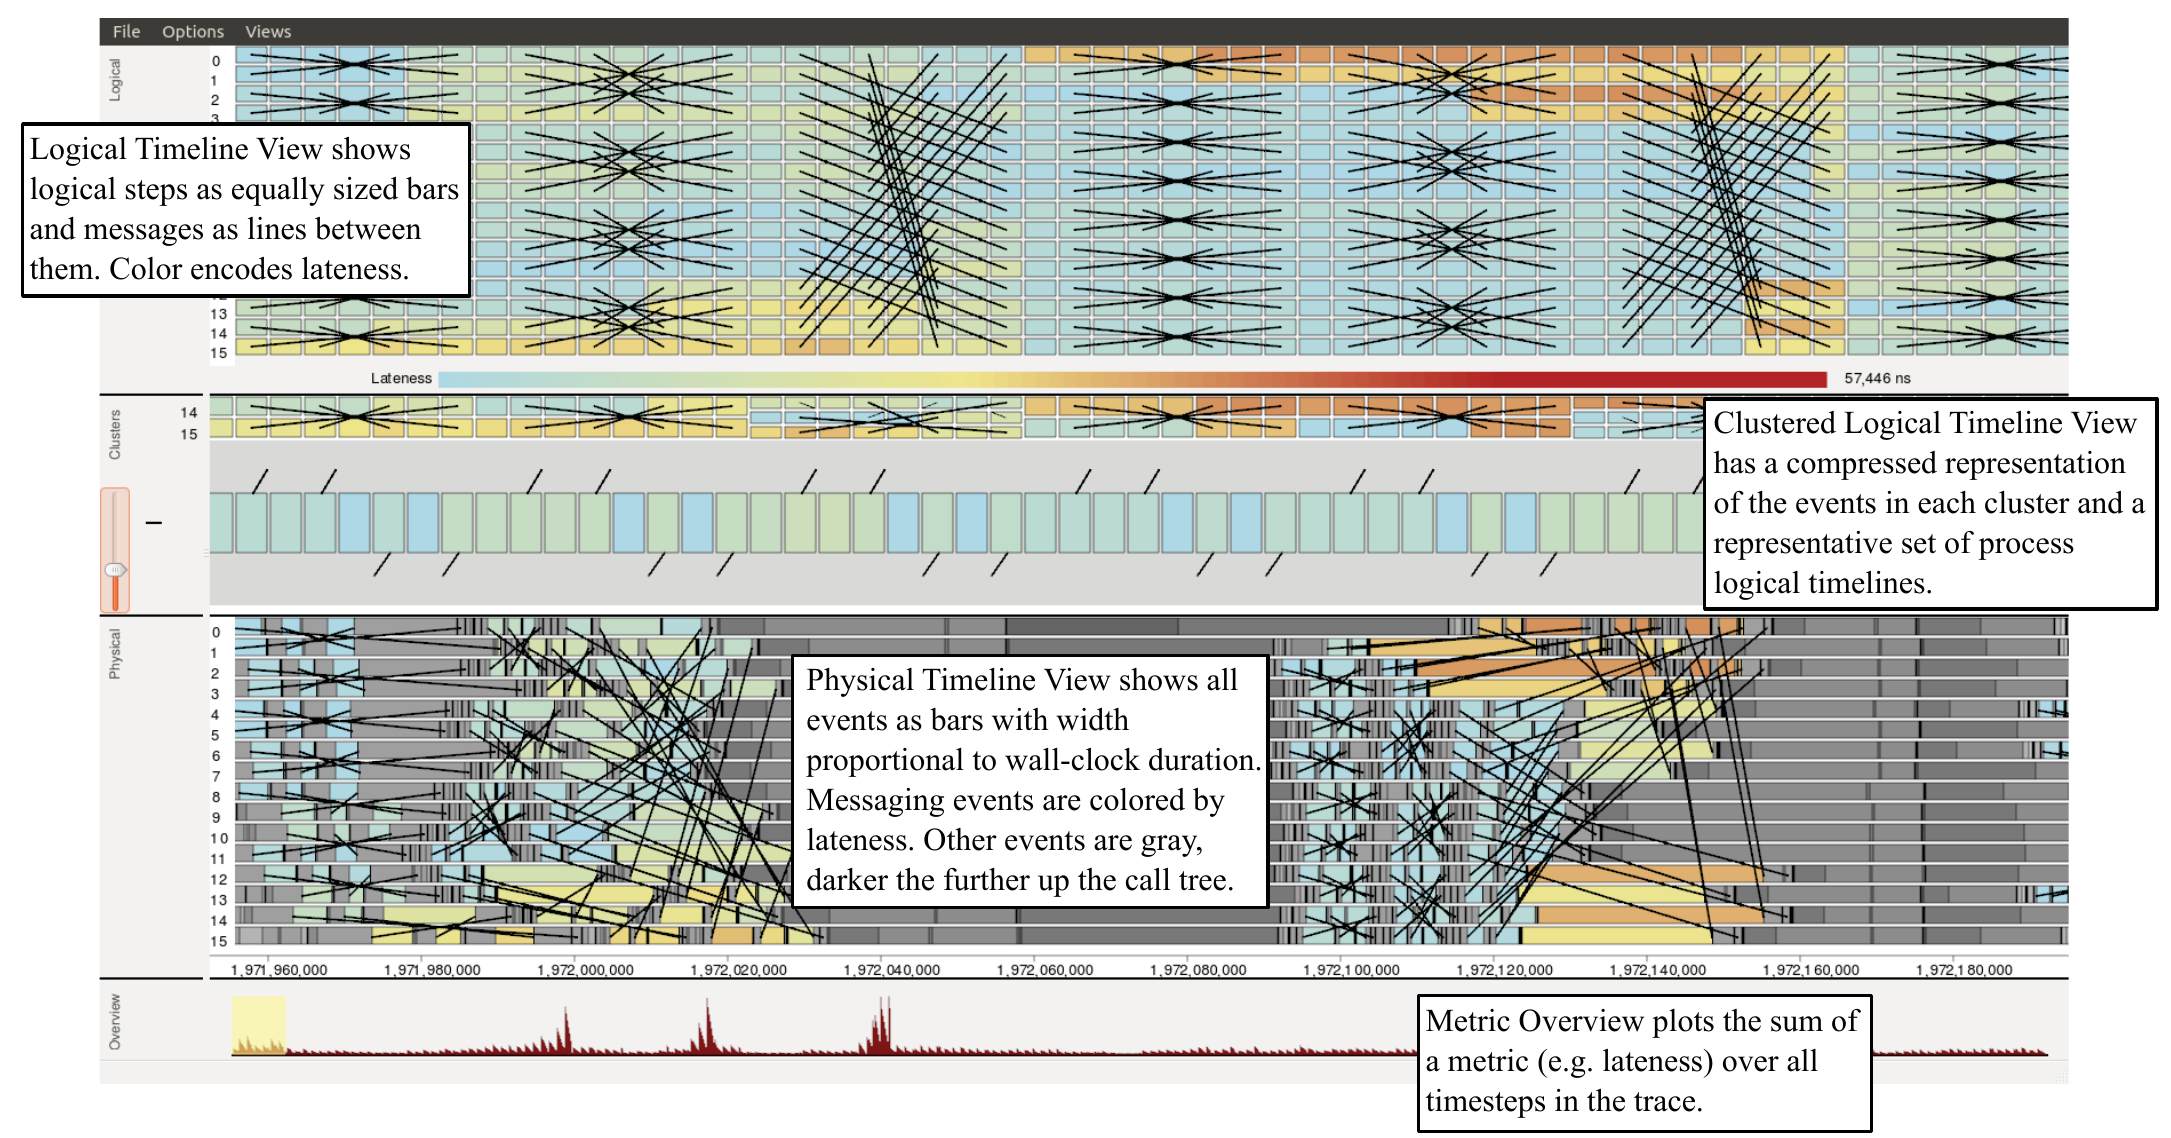 File Options Views
Logical
0
1
2
3
Logical Timeline View shows
logical steps as equally sized bars
and messages as lines between
them. Color encodes lateness.
13
14
15
Lateness 57,446 ns
Clusters
14
15
Clustered Logical Timeline View
has a compressed representation
of the events in each cluster and a
representative set of process
logical timelines.
Physical
0
1
2
3
4
5
6
7
8
9
10
11
12
13
14
15
Physical Timeline View shows all
events as bars with width
proportional to wall-clock duration.
Messaging events are colored by
lateness. Other events are gray,
darker the further up the call tree.
1,971,960,000 1,971,980,000 1,972,000,000 1,972,020,000 1,972,040,000 1,972,060,000 1,972,080,000 1,972,100,000 1,972,120,000 1,972,140,000 1,972,160,000 1,972,180,000
Overview
Metric Overview plots the sum of
a metric (e.g. lateness) over all
timesteps in the trace.